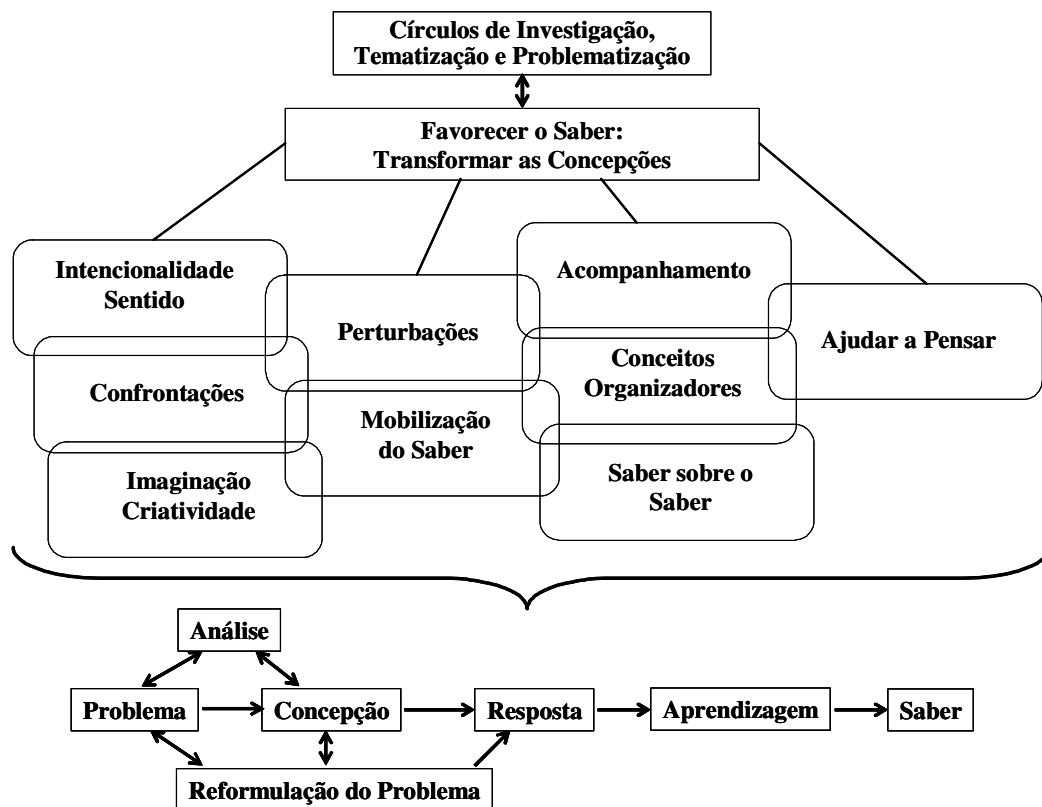 Círculos de Investigação,
Tematização e Problematização
Favorecer o Saber:
Transformar as Concepções
Intencionalidade
Sentido
Confrontações
Imaginação
Criatividade
Perturbações
Mobilização
do Saber
Acompanhamento
Conceitos
Organizadores
Saber sobre o
Saber
Ajudar a Pensar
Análise
Problema
Concepção
Resposta
Aprendizagem
Saber
Reformulação do Problema